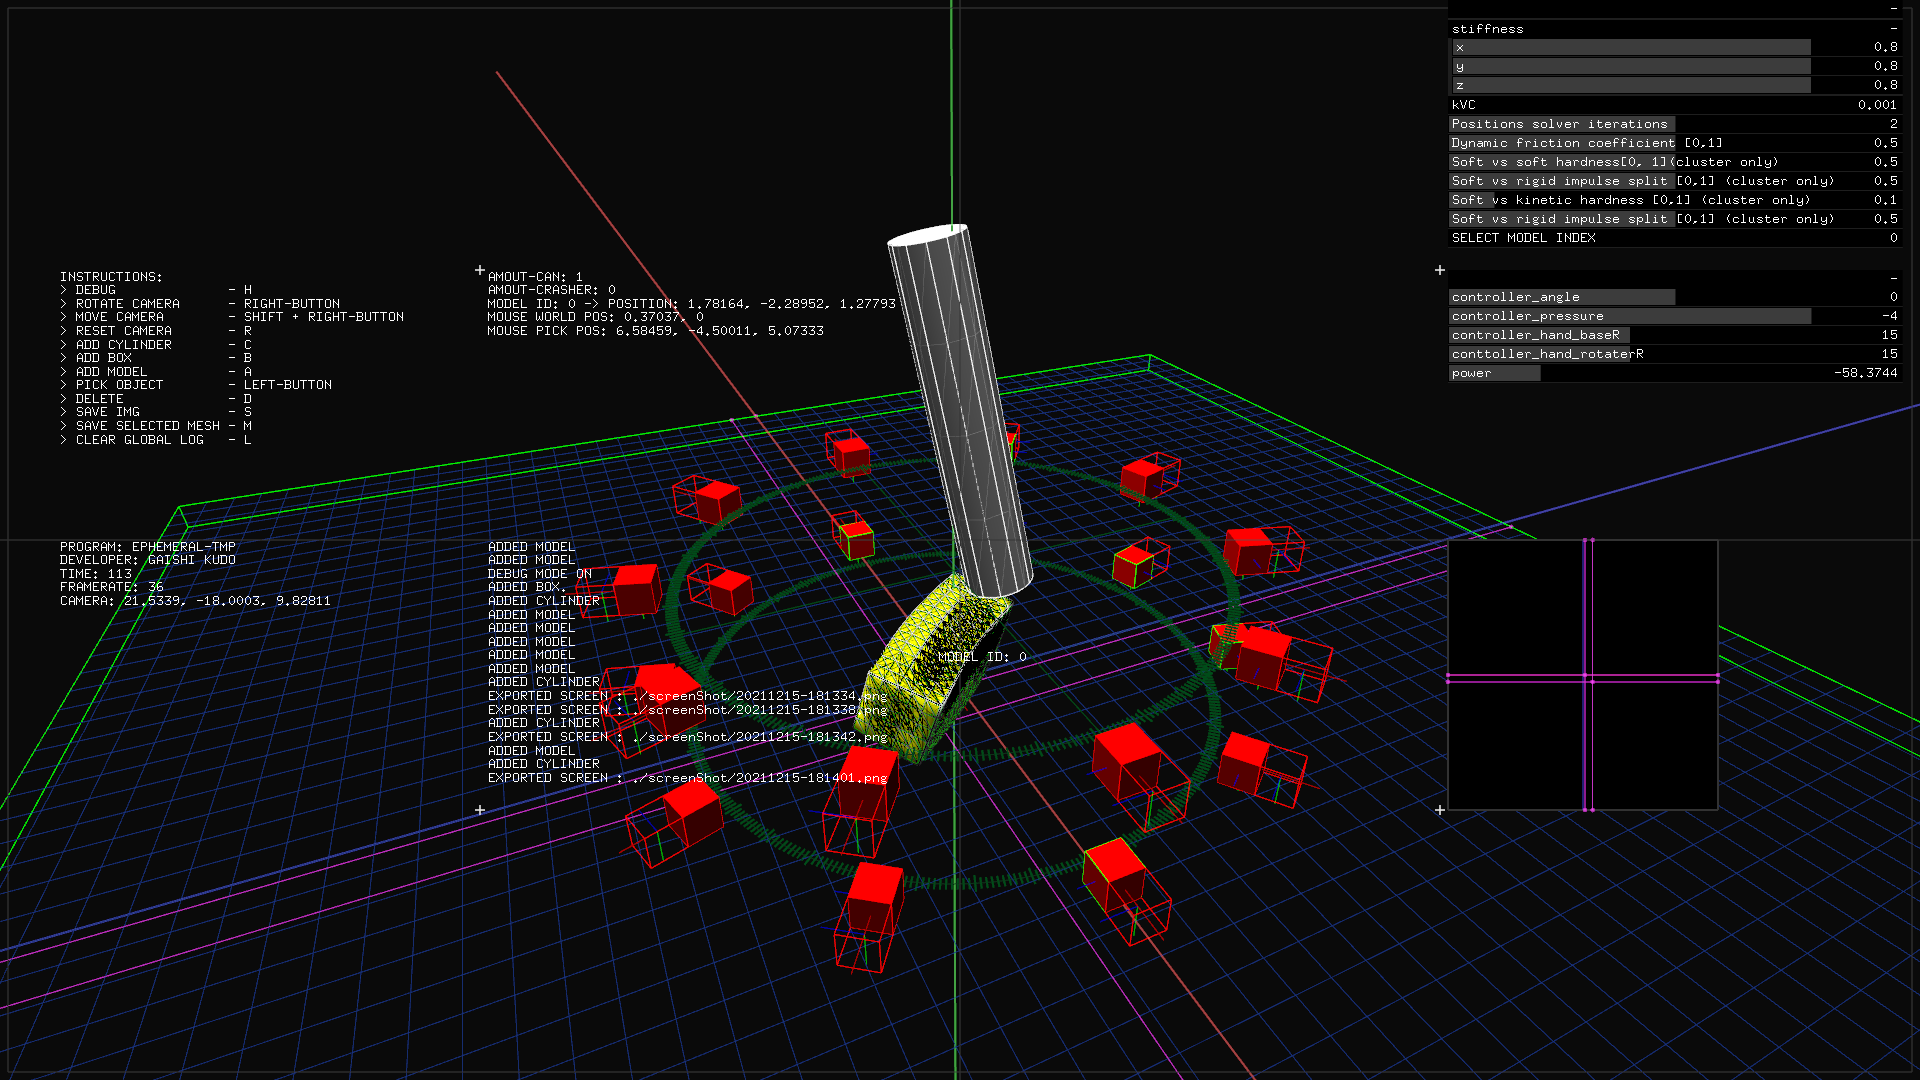 INSTRUCTIONS:
> DEBUG - H
> ROTATE CAMERA - RIGHT-BUTTON
> MOVE CAMERA - SHIFT + RIGHT-BUTTON
> RESET CAMERA - R
> ADD CYLINDER - C
> ADD BOX - B
> ADD MODEL - A
> PICK OBJECT - LEFT-BUTTON
> DELETE - D
> SAVE IMG - S
> SAVE SELECTED MESH - M
> CLEAR GLOBAL LOG - L
PROGRAM: EPHEMERAL-TMP
DEVELOPER: GAISHI KUDO
TIME: 113
FRAMERATE: 36
CAMERA: 21.5339, -18.0003, 9.82811
AMOUT-CAN: 1
AMOUT-CRASHER: 0
MODEL ID: 0 -> POSITION: 1.78164, -2.28952, 1.27793
MOUSE WORLD POS: 0.37037, 0
MOUSE PICK POS: 6.58459, -4.50011, 5.07333
ADDED MODEL
ADDED MODEL
DEBUG MODE ON
ADDED BOX.
ADDED CYLINDER
ADDED MODEL
ADDED MODEL
ADDED MODEL
ADDED MODEL
ADDED MODEL
ADDED CYLINDER
EXPORTED SCREEN : ./screenShot/20211215-181334.png
EXPORTED SCREEN : ./screenShot/20211215-181338.png
ADDED CYLINDER
EXPORTED SCREEN : ./screenShot/20211215-181342.png
ADDED MODEL
ADDED CYLINDER
EXPORTED SCREEN : ./screenShot/20211215-181401.png
MODEL ID: 0
-
stiffness -
x 0.8
y 0.8
z 0.8
kVC 0.001
Positions solver iterations 2
Dynamic friction coefficient [0,1] 0.5
Soft vs soft hardness[0, 1](cluster only) 0.5
Soft vs rigid impulse split [0,1] (cluster only) 0.5
Soft vs kinetic hardness [0,1] (cluster only) 0.1
Soft vs rigid impulse split [0,1] (cluster only) 0.5
SELECT MODEL INDEX 0
-
controller_angle 0
controller_pressure -4
controller_hand_baseR 15
conttoller_hand_rotaterR 15
power -58.3744